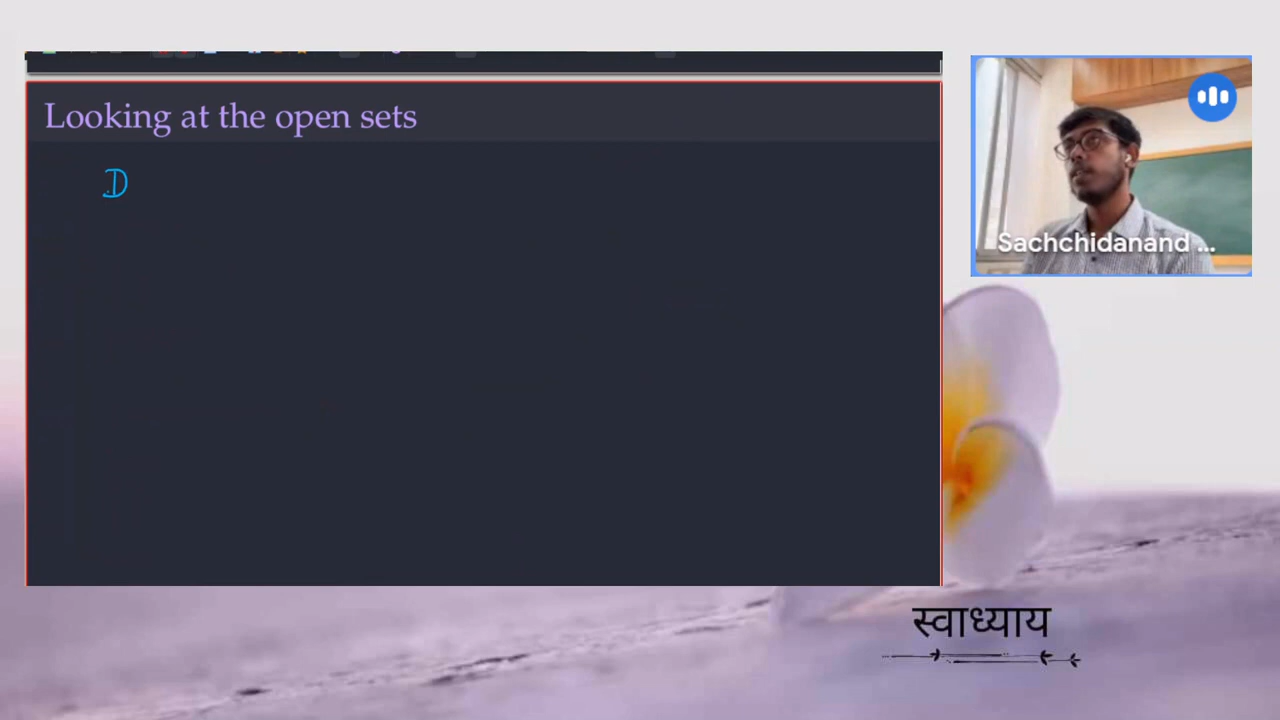 Looking at the open sets
D
Sachchidanand ...
स्वाध्याय